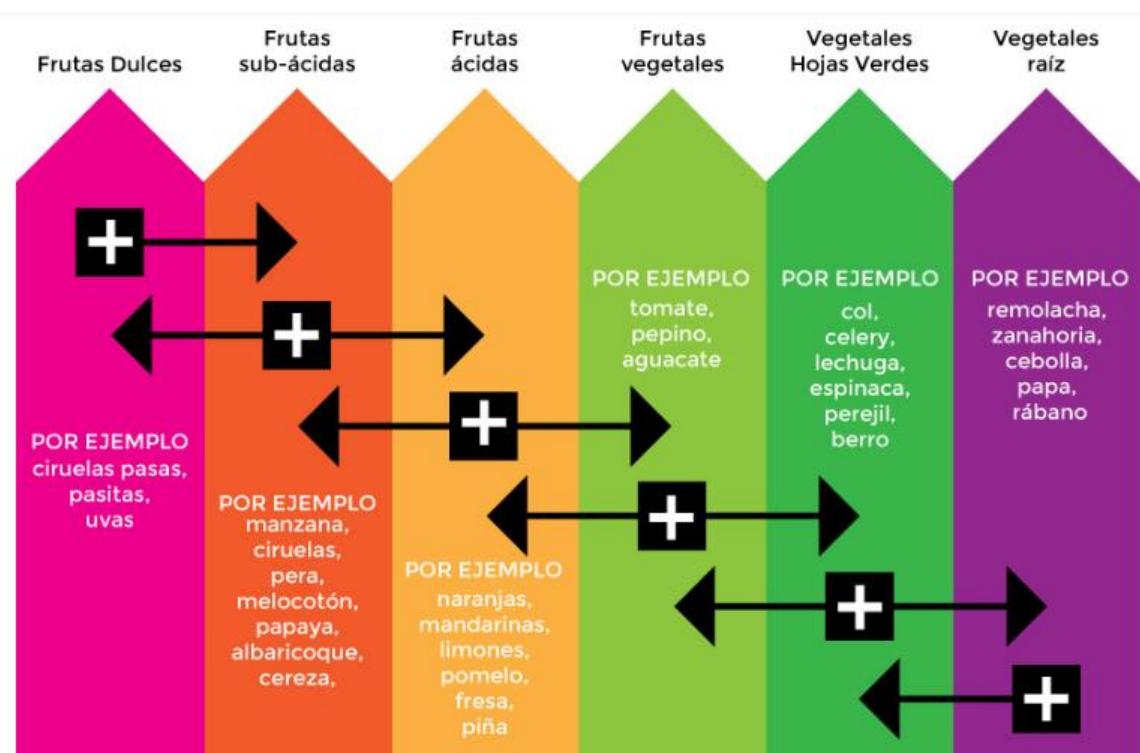 Frutas Dulces
Frutas
sub-ácidas
Frutas
ácidas
Frutas
vegetales
Vegetales
Hojas Verdes
Vegetales
raíz
POR EJEMPLO
ciruelas pasas,
pasitas,
uvas
POR EJEMPLO
manzana,
ciruelas,
pera,
melocotón,
papaya,
albaricoque,
cereza,
POR EJEMPLO
naranjas,
mandarinas,
limones,
pomelo,
fresa,
piña
POR EJEMPLO
tomate,
pepino,
aguacate
POR EJEMPLO
col,
celery,
lechuga,
espinaca,
perejil,
berro
POR EJEMPLO
remolacha,
zanahoria,
cebolla,
papa,
rábano